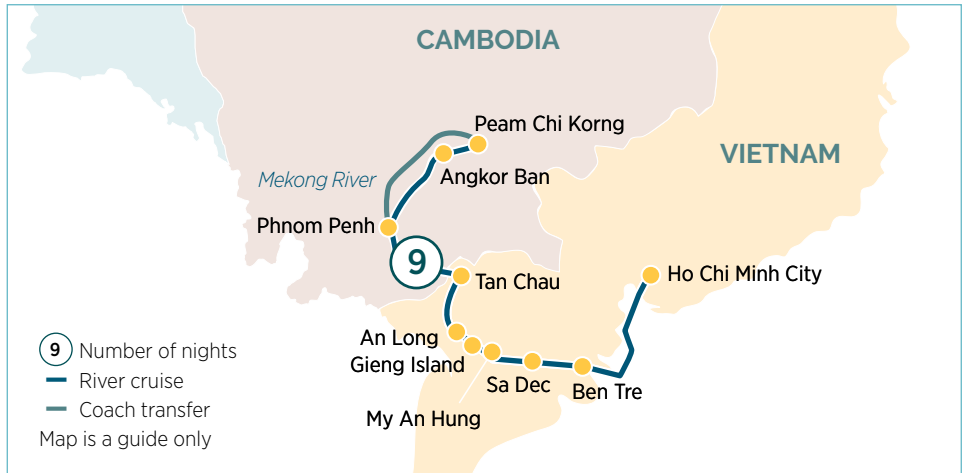 CAMBODIA
Peam Chi Korng
VIETNAM
Angkor Ban
Mekong River
Phnom Penh
9
Tan Chau
Ho Chi Minh City
An Long
Gieng Island
Sa Dec
Ben Tre
My An Hung
9 Number of nights
River cruise
Coach transfer
Map is a guide only